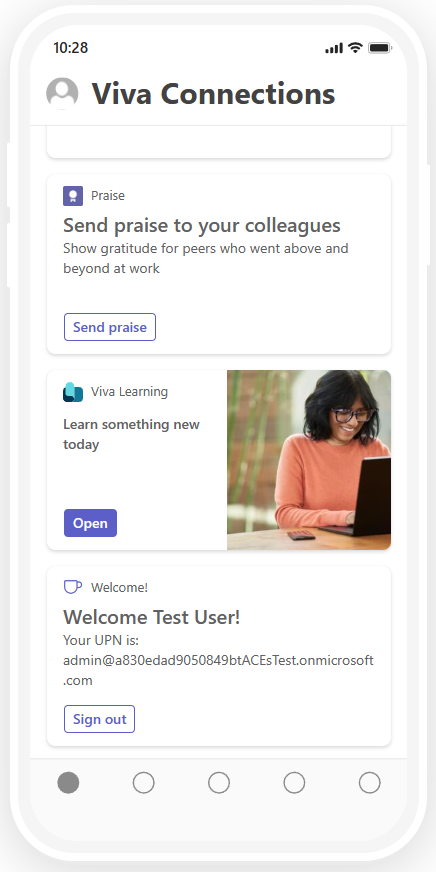 10:28
Viva Connections
Praise
Send praise to your colleagues
Show gratitude for peers who went above and
beyond at work
Send praise
Viva Learning
Learn something new
today
Open
Welcome!
Welcome Test User!
Your UPN is:
admin@a830edad9050849btACEsTest.onmicrosoft
.com
Sign out